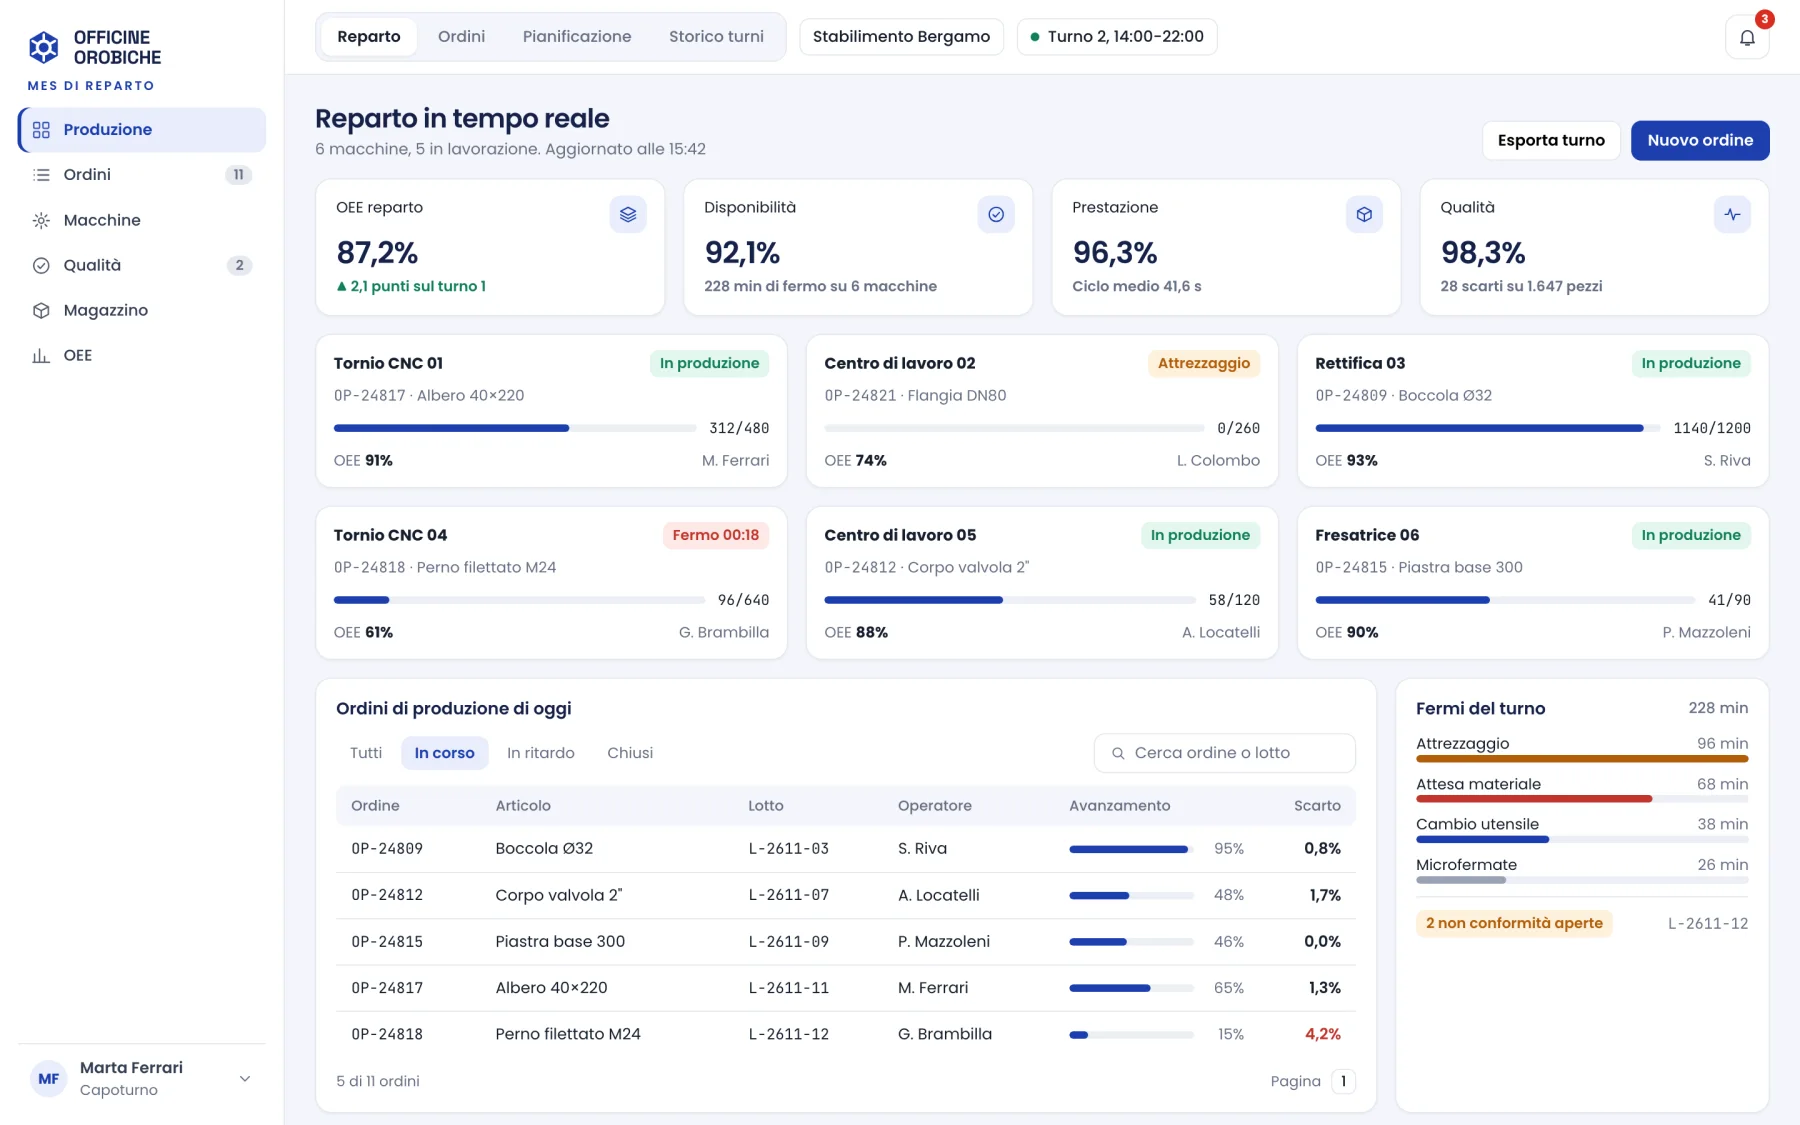 OFFICINE
OROBICHE
MES DI REPARTO
Produzione
Ordini 11
Macchine
Qualità 2
Magazzino
OEE
MF
Marta Ferrari
Capoturno
Reparto Ordini Pianificazione Storico turni Stabilimento Bergamo Turno 2, 14:00-22:00 3
Reparto in tempo reale
6 macchine, 5 in lavorazione. Aggiornato alle 15:42
Esporta turno Nuovo ordine
OEE reparto
87,2%
▲ 2,1 punti sul turno 1
Disponibilità
92,1%
228 min di fermo su 6 macchine
Prestazione
96,3%
Ciclo medio 41,6 s
Qualità
98,3%
28 scarti su 1.647 pezzi
Tornio CNC 01 In produzione
OP-24817 · Albero 40×220
312/480
OEE 91% M. Ferrari
Centro di lavoro 02 Attrezzaggio
OP-24821 · Flangia DN80
0/260
OEE 74% L. Colombo
Rettifica 03 In produzione
OP-24809 · Boccola Ø32
1140/1200
OEE 93% S. Riva
Tornio CNC 04 Fermo 00:18
OP-24818 · Perno filettato M24
96/640
OEE 61% G. Brambilla
Centro di lavoro 05 In produzione
OP-24812 · Corpo valvola 2"
58/120
OEE 88% A. Locatelli
Fresatrice 06 In produzione
OP-24815 · Piastra base 300
41/90
OEE 90% P. Mazzoleni
Ordini di produzione di oggi
Tutti In corso In ritardo Chiusi Cerca ordine o lotto
Ordine Articolo Lotto Operatore Avanzamento Scarto
OP-24809 Boccola Ø32 L-2611-03 S. Riva 95% 0,8%
OP-24812 Corpo valvola 2" L-2611-07 A. Locatelli 48% 1,7%
OP-24815 Piastra base 300 L-2611-09 P. Mazzoleni 46% 0,0%
OP-24817 Albero 40×220 L-2611-11 M. Ferrari 65% 1,3%
OP-24818 Perno filettato M24 L-2611-12 G. Brambilla 15% 4,2%
5 di 11 ordini Pagina 1
Fermi del turno 228 min
Attrezzaggio 96 min
Attesa materiale 68 min
Cambio utensile 38 min
Microfermate 26 min
2 non conformità aperte L-2611-12